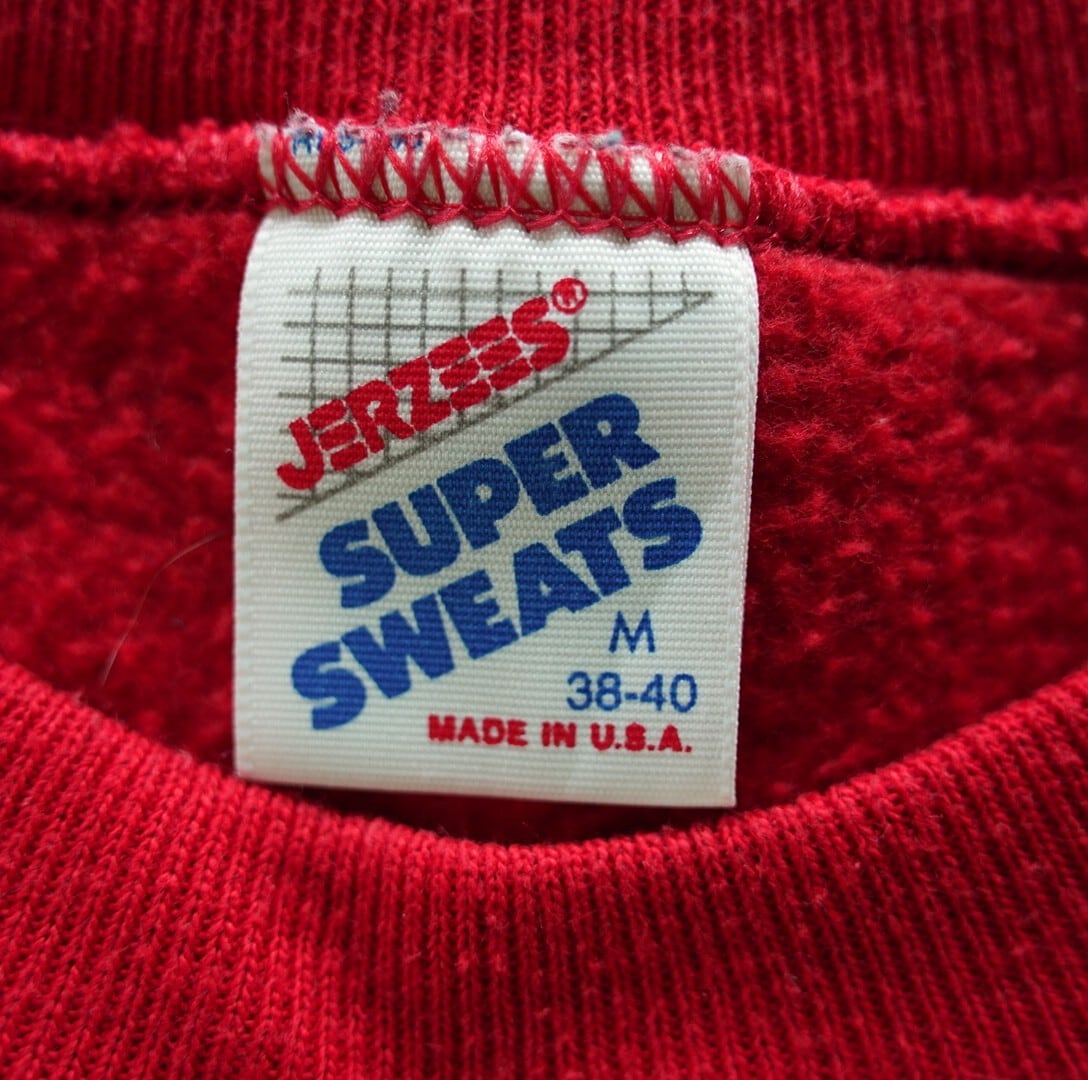 JERZEES®
SUPER
SWEATS
M
38-40
MADE IN U.S.A.